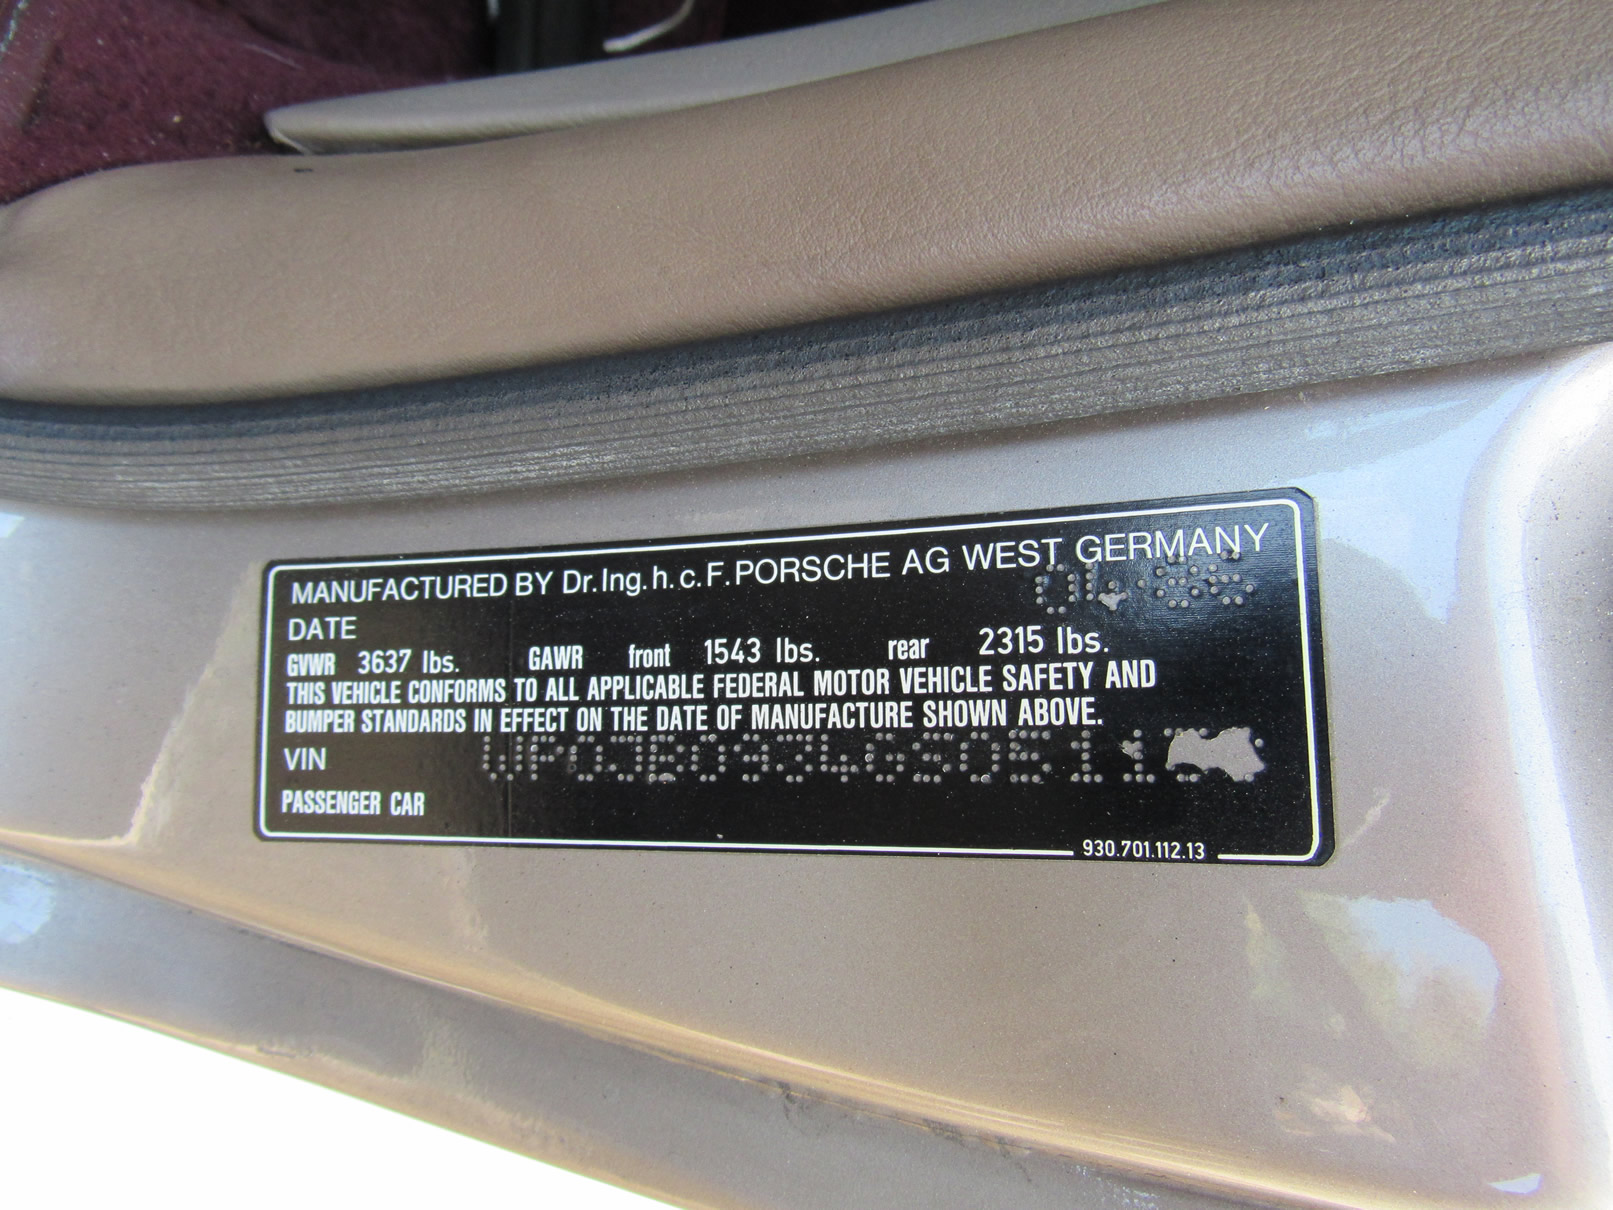 MANUFACTURED BY Dr.Ing.h.c.F.PORSCHE AG WEST GERMANY
DATE
GVWR 3637 lbs. GAWR front 1543 lbs. rear 2315 lbs.
THIS VEHICLE CONFORMS TO ALL APPLICABLE FEDERAL MOTOR VEHICLE SAFETY AND
BUMPER STANDARDS IN EFFECT ON THE DATE OF MANUFACTURE SHOWN ABOVE.
VIN
PASSENGER CAR
930.701.112.13